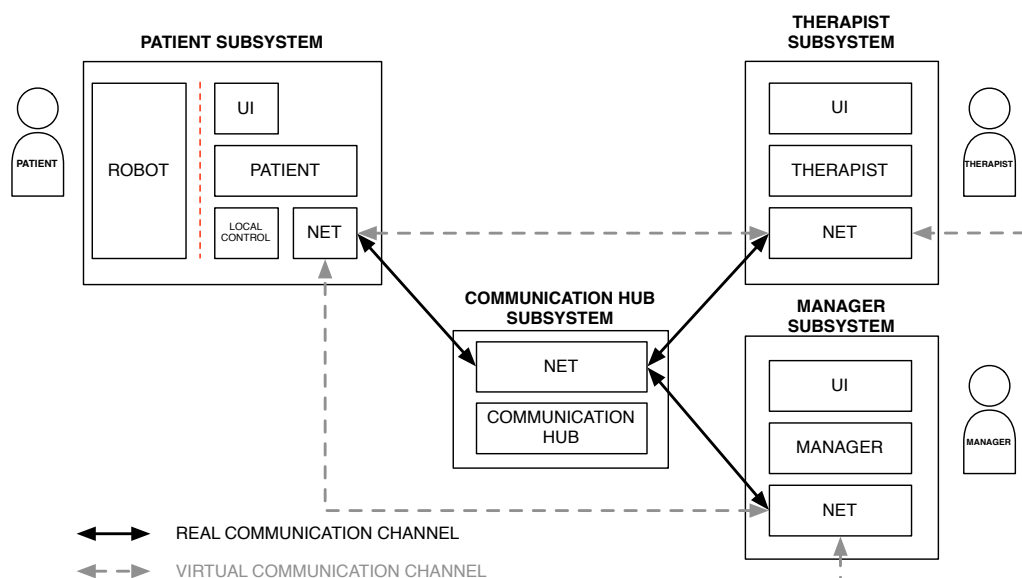 PATIENT SUBSYSTEM
THERAPIST
SUBSYSTEM
PATIENT
ROBOT
UI
PATIENT
LOCAL
CONTROL
NET
UI
THERAPIST
NET
THERAPIST
COMMUNICATION HUB
SUBSYSTEM
NET
COMMUNICATION
HUB
MANAGER
SUBSYSTEM
UI
MANAGER
NET
MANAGER
REAL COMMUNICATION CHANNEL
VIRTUAL COMMUNICATION CHANNEL